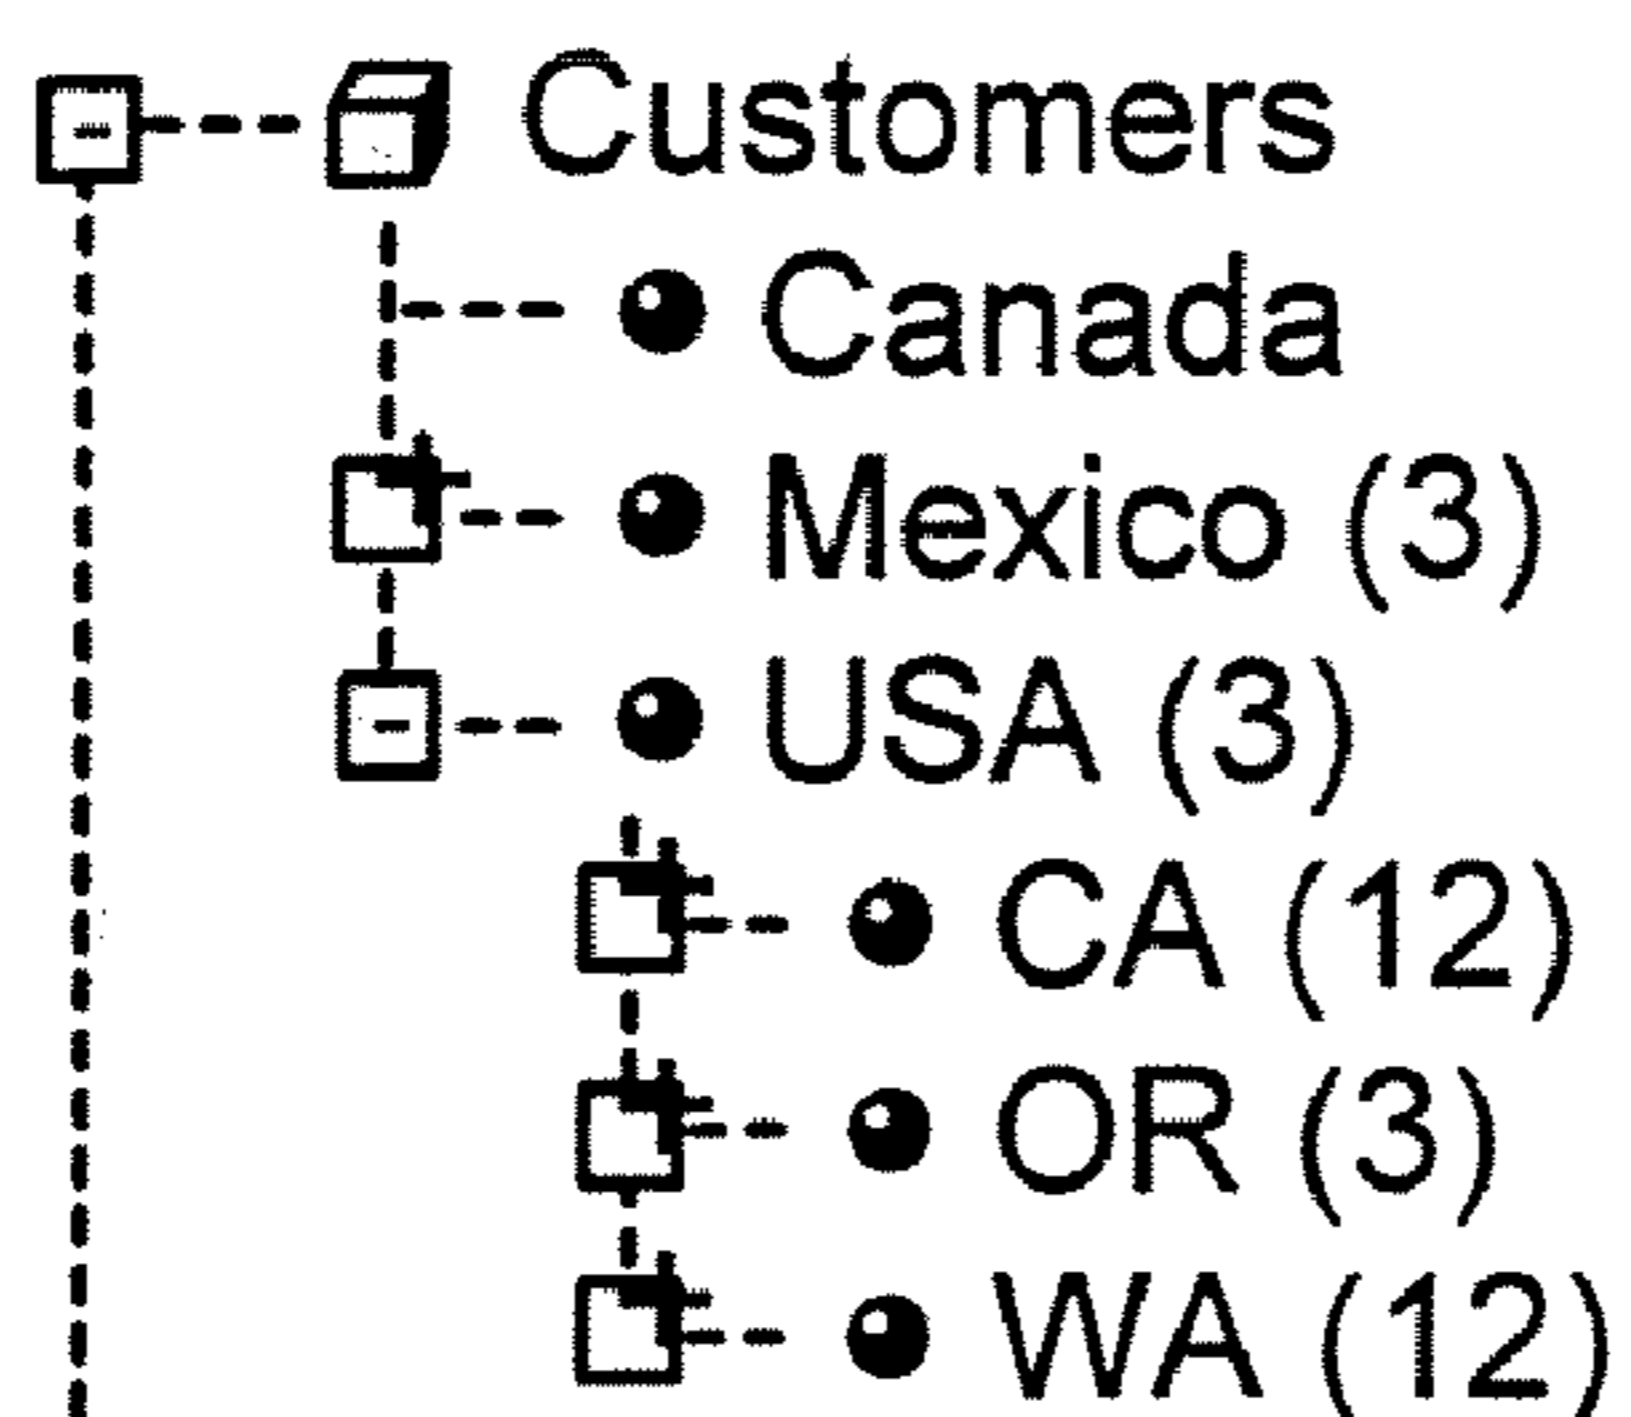 Customers
Canada
Mexico (3)
USA (3)
CA (12)
OR (3)
WA (12)